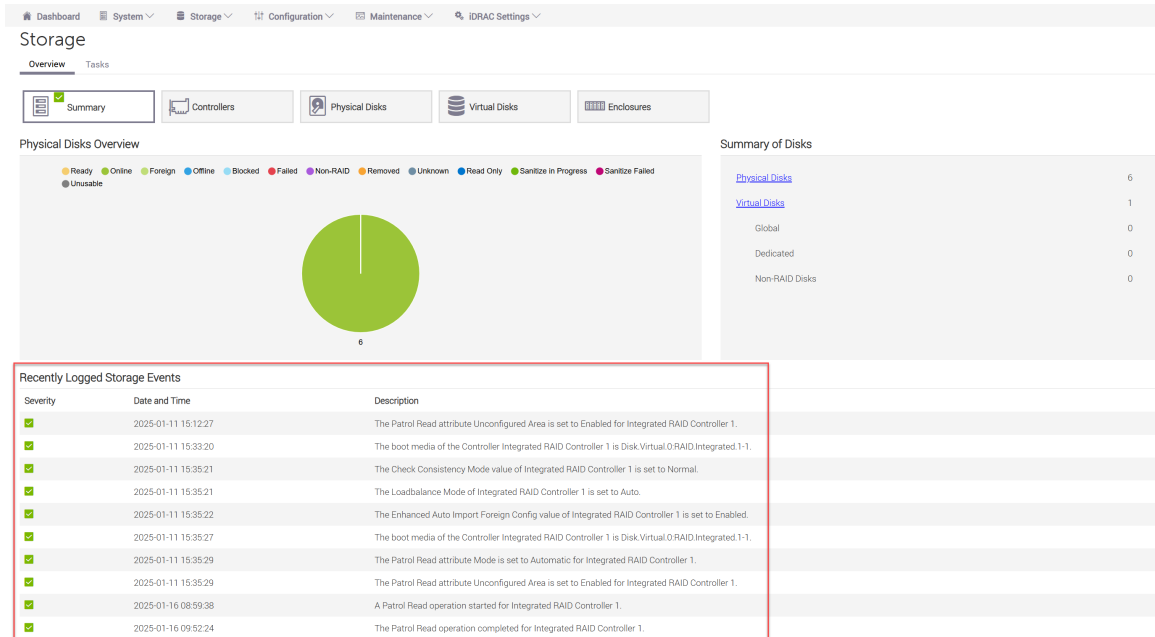 Dashboard System Storage Configuration Maintenance iDRAC Settings
Storage
Overview Tasks
Summary Controllers Physical Disks Virtual Disks Enclosures
Physical Disks Overview
Ready Online Foreign Offline Blocked Failed Non-RAID Removed Unknown Read Only Sanitize in Progress Sanitize Failed
Unusable
6
Summary of Disks
Physical Disks 6
Virtual Disks 1
Global 0
Dedicated 0
Non-RAID Disks 0
Recently Logged Storage Events
Severity Date and Time Description
2025-01-11 15:12:27 The Patrol Read attribute Unconfigured Area is set to Enabled for Integrated RAID Controller 1.
2025-01-11 15:33:20 The boot media of the Controller Integrated RAID Controller 1 is Disk.Virtual.0:RAID.Integrated.1-1.
2025-01-11 15:35:21 The Check Consistency Mode value of Integrated RAID Controller 1 is set to Normal.
2025-01-11 15:35:21 The Loadbalance Mode of Integrated RAID Controller 1 is set to Auto.
2025-01-11 15:35:22 The Enhanced Auto Import Foreign Config value of Integrated RAID Controller 1 is set to Enabled.
2025-01-11 15:35:27 The boot media of the Controller Integrated RAID Controller 1 is Disk.Virtual.0:RAID.Integrated.1-1.
2025-01-11 15:35:29 The Patrol Read attribute Mode is set to Automatic for Integrated RAID Controller 1.
2025-01-11 15:35:29 The Patrol Read attribute Unconfigured Area is set to Enabled for Integrated RAID Controller 1.
2025-01-16 08:59:38 A Patrol Read operation started for Integrated RAID Controller 1.
2025-01-16 09:52:24 The Patrol Read operation completed for Integrated RAID Controller 1.